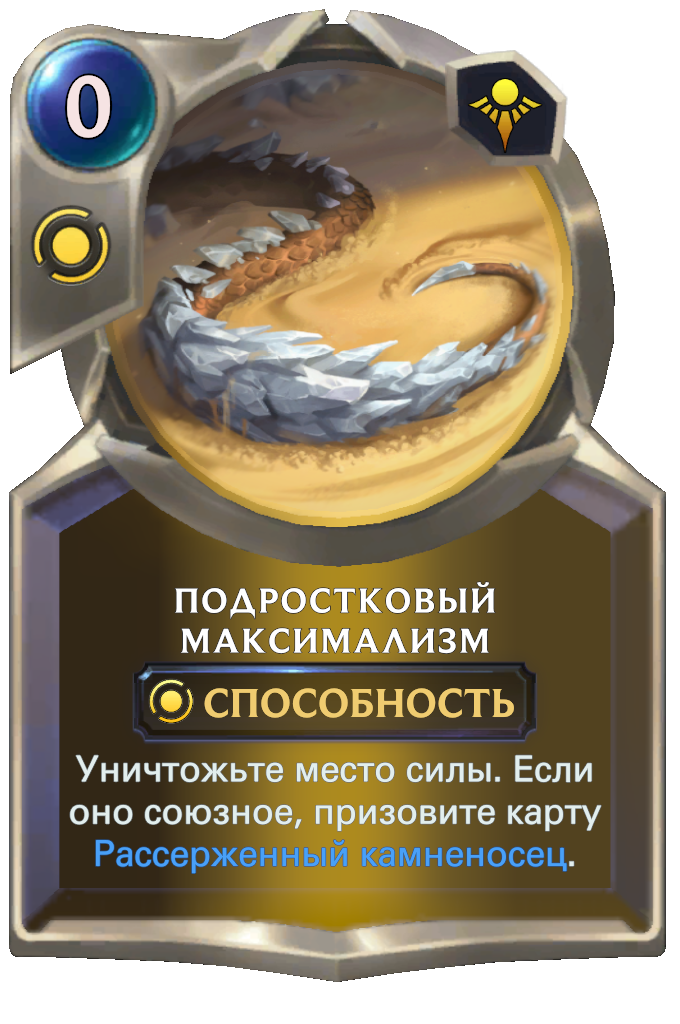 0
ПОДРОСТКОВЫЙ
МАКСИМАЛИЗМ
СПОСОБНОСТЬ
Уничтожьте место силы. Если
оно союзное, призовите карту
Рассерженный камненосец.